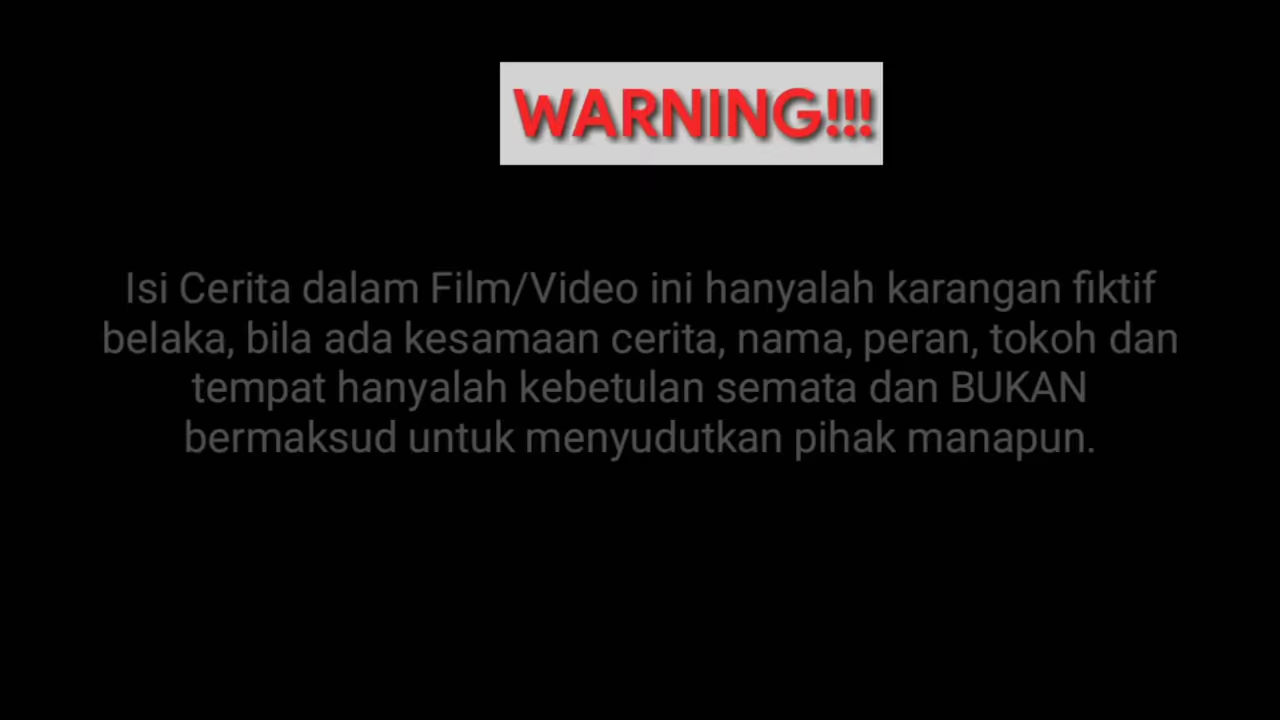 WARNING!!!
Isi Cerita dalam Film/Video ini hanyalah karangan fiktif
belaka, bila ada kesamaan cerita, nama, peran, tokoh dan
tempat hanyalah kebetulan semata dan BUKAN
bermaksud untuk menyudutkan pihak manapun.